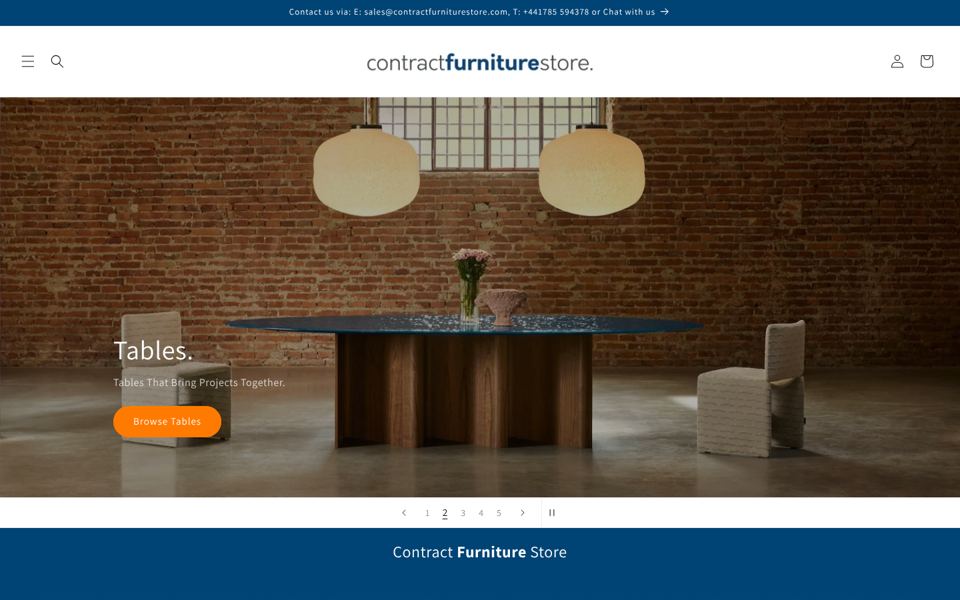 Contact us via: E: sales@contractfurniturestore.com, T: +441785 594378 or Chat with us →
contractfurniturestore.
Tables.
Tables That Bring Projects Together.
Browse Tables
1 2 3 4 5
Contract Furniture Store